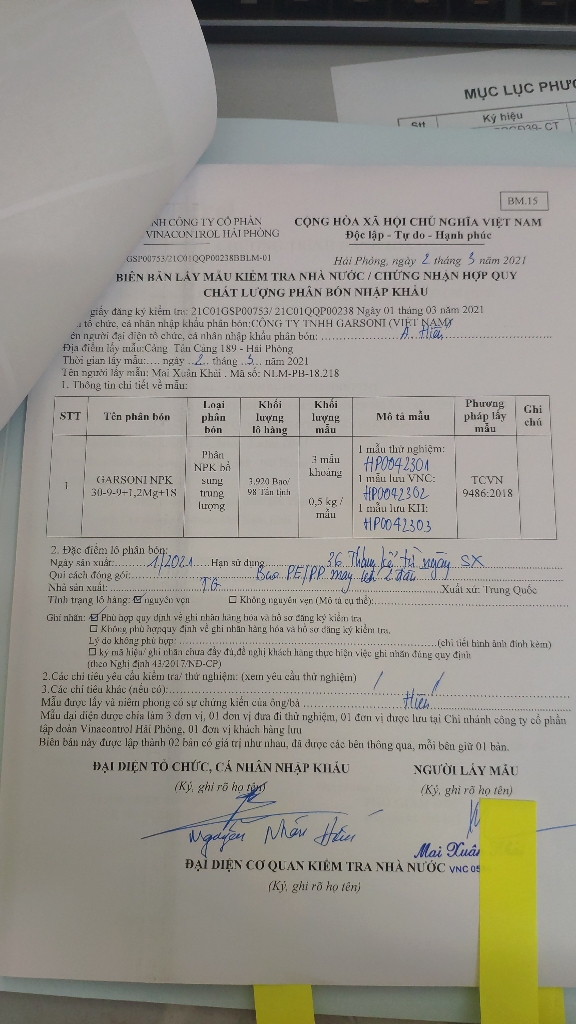 MỤC LỤC PHƯƠ
Stt Ký hiệu
BM.15
NH CÔNG TY CỔ PHẦN
VINACONTROL HẢI PHÒNG
CỘNG HÒA XÃ HỘI CHỦ NGHĨA VIỆT NAM
Độc lập - Tự do - Hạnh phúc
GSP00753/21C01QQP00238BBLM-01
Hải Phòng, ngày 2 tháng 3 năm 2021
BIÊN BẢN LẤY MẪU KIỂM TRA NHÀ NƯỚC / CHỨNG NHẬN HỢP QUY
CHẤT LƯỢNG PHÂN BÓN NHẬP KHẨU
giấy đăng ký kiểm tra: 21C01GSP00753/ 21C01QQP00238 Ngày 01 tháng 03 năm 2021
tổ chức, cá nhân nhập khẩu phân bón:CÔNG TY TNHH GARSONI (VIỆT NAM)
ên người đại diện tổ chức, cá nhân nhập khẩu phân bón: A. Hiến
Địa điểm lấy mẫu:Cảng Tân Cảng 189 - Hải Phòng
Thời gian lấy mẫu:.... ngày ..2.. tháng ..3... năm 2021
Tên người lấy mẫu: Mai Xuân Khải . Mã số: NLM-PB-18.218
1. Thông tin chi tiết về mẫu:
STT Tên phân bón Loại phân bón Khối lượng lô hàng Khối lượng mẫu Mô tả mẫu Phương pháp lấy mẫu Ghi chú
1 GARSONI NPK 30-9-9+1,2Mg+1S Phân NPK bổ sung trung lượng 3,920 Bao/ 98 Tấn tịnh 3 mẫu khoảng 0,5 kg / mẫu 1 mẫu thử nghiệm: HP0042301 1 mẫu lưu VNC: HP0042302 1 mẫu lưu KH: HP0042303 TCVN 9486:2018
2. Đặc điểm lô phân bón:
Ngày sản xuất: 1/2021 Hạn sử dụng 36 Tháng kể từ ngày SX
Qui cách đóng gói: Bao PE/PP may kín 2 đầu
Nhà sản xuất: TQ Xuất xứ: Trung Quốc
Tình trạng lô hàng: ☑ nguyên vẹn ☐ Không nguyên vẹn (Mô tả cụ thể):
Ghi nhãn: ☑ Phù hợp quy định về ghi nhãn hàng hóa và hồ sơ đăng ký kiểm tra
☐ Không phù hợpquy định về ghi nhãn hàng hóa và hồ sơ đăng ký kiểm tra.
Lý do không phù hợp: (chi tiết hình ảnh đính kèm)
☐ ký mã hiệu/ ghi nhãn chưa đầy đủ,đề nghị khách hàng thực hiện việc ghi nhãn đúng quy định
(theo Nghị định 43/2017/NĐ-CP)
2.Các chỉ tiêu yêu cầu kiểm tra/ thử nghiệm: (xem yêu cầu thử nghiệm)
3.Các chỉ tiêu khác (nếu có):
Mẫu được lấy và niêm phong có sự chứng kiến của ông/bà Hiến
Mẫu đại diện được chia làm 3 đơn vị, 01 đơn vị đưa đi thử nghiệm, 01 đơn vị được lưu tại Chi nhánh công ty cổ phần
tập đoàn Vinacontrol Hải Phòng, 01 đơn vị khách hàng lưu
Biên bản này được lập thành 02 bản có giá trị như nhau, đã được các bên thông qua, mỗi bên giữ 01 bản.
ĐẠI DIỆN TỔ CHỨC, CÁ NHÂN NHẬP KHẨU NGƯỜI LẤY MẪU
(Ký, ghi rõ họ tên) (Ký, ghi rõ họ tên)
Nguyễn Nhân Hiến
Mai Xuân
ĐẠI DIỆN CƠ QUAN KIỂM TRA NHÀ NƯỚC VNC 05
(Ký, ghi rõ họ tên)